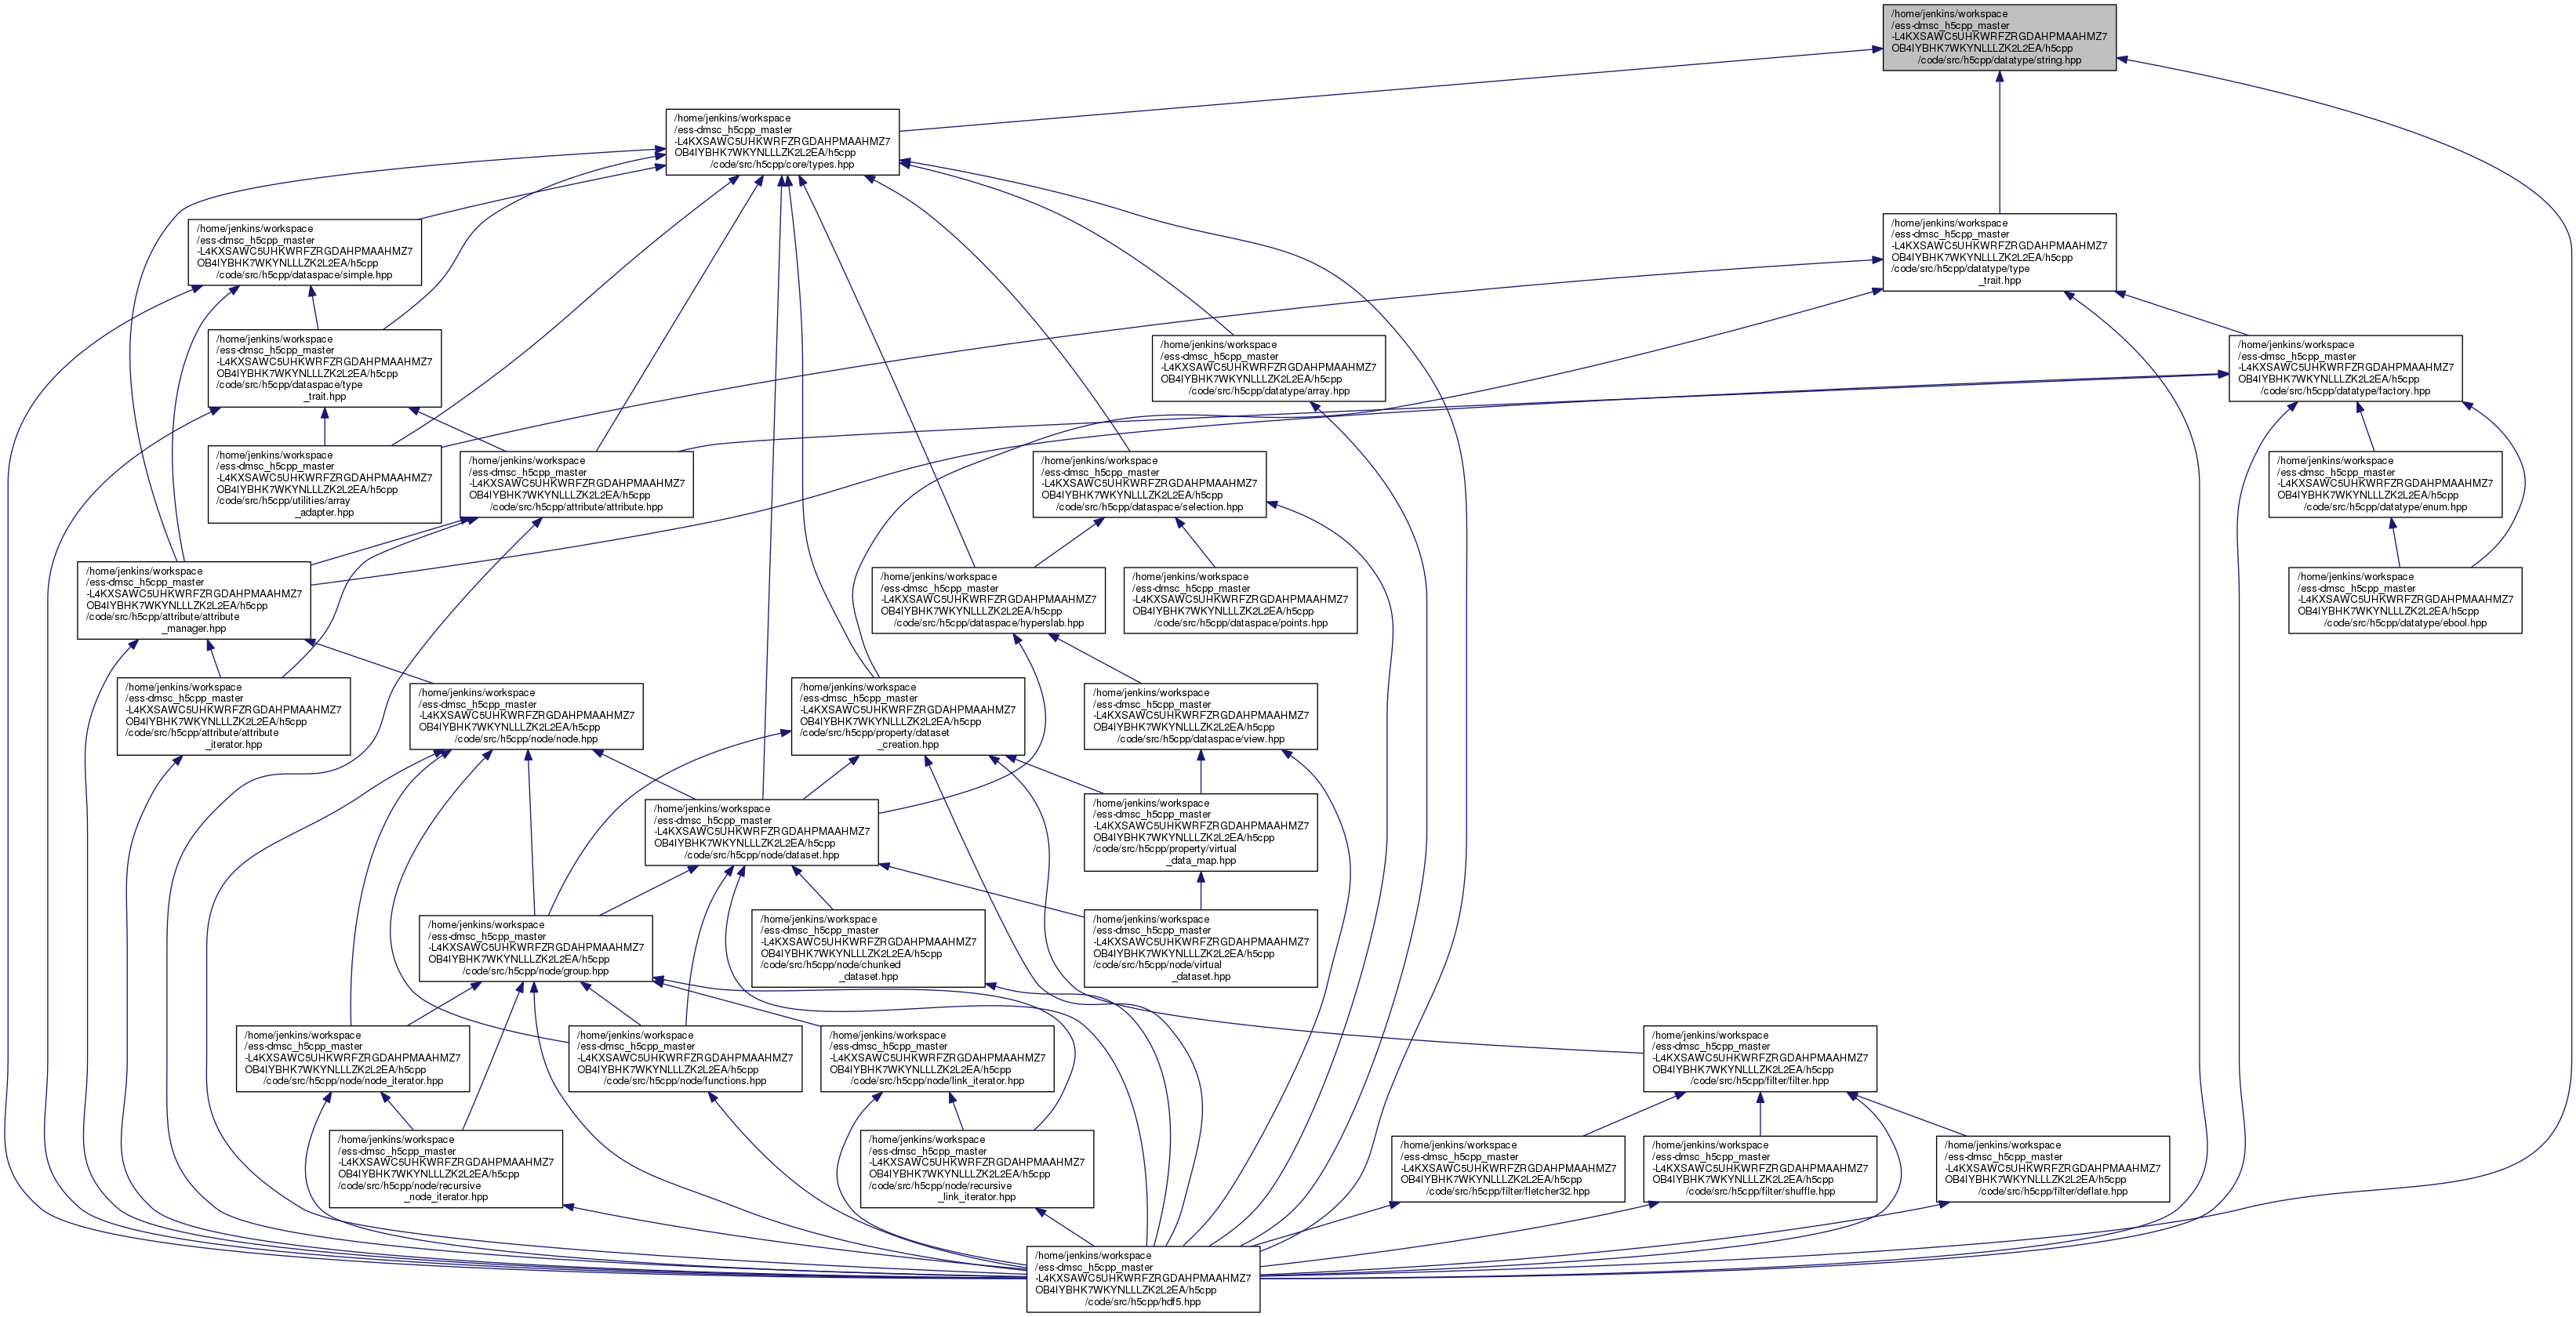 /home/jenkins/workspace
/ess-dmsc_h5cpp_master
-L4KXSAWC5UHKWRFZRGDAHPMAAHMZ7
OB4IYBHK7WKYNLLLZK2L2EA/h5cpp
/code/src/h5cpp/datatype/string.hpp
/home/jenkins/workspace
/ess-dmsc_h5cpp_master
-L4KXSAWC5UHKWRFZRGDAHPMAAHMZ7
OB4IYBHK7WKYNLLLZK2L2EA/h5cpp
/code/src/h5cpp/core/types.hpp
/home/jenkins/workspace
/ess-dmsc_h5cpp_master
-L4KXSAWC5UHKWRFZRGDAHPMAAHMZ7
OB4IYBHK7WKYNLLLZK2L2EA/h5cpp
/code/src/h5cpp/datatype/type
_trait.hpp
/home/jenkins/workspace
/ess-dmsc_h5cpp_master
-L4KXSAWC5UHKWRFZRGDAHPMAAHMZ7
OB4IYBHK7WKYNLLLZK2L2EA/h5cpp
/code/src/h5cpp/dataspace/simple.hpp
/home/jenkins/workspace
/ess-dmsc_h5cpp_master
-L4KXSAWC5UHKWRFZRGDAHPMAAHMZ7
OB4IYBHK7WKYNLLLZK2L2EA/h5cpp
/code/src/h5cpp/dataspace/type
_trait.hpp
/home/jenkins/workspace
/ess-dmsc_h5cpp_master
-L4KXSAWC5UHKWRFZRGDAHPMAAHMZ7
OB4IYBHK7WKYNLLLZK2L2EA/h5cpp
/code/src/h5cpp/datatype/array.hpp
/home/jenkins/workspace
/ess-dmsc_h5cpp_master
-L4KXSAWC5UHKWRFZRGDAHPMAAHMZ7
OB4IYBHK7WKYNLLLZK2L2EA/h5cpp
/code/src/h5cpp/datatype/factory.hpp
/home/jenkins/workspace
/ess-dmsc_h5cpp_master
-L4KXSAWC5UHKWRFZRGDAHPMAAHMZ7
OB4IYBHK7WKYNLLLZK2L2EA/h5cpp
/code/src/h5cpp/utilities/array
_adapter.hpp
/home/jenkins/workspace
/ess-dmsc_h5cpp_master
-L4KXSAWC5UHKWRFZRGDAHPMAAHMZ7
OB4IYBHK7WKYNLLLZK2L2EA/h5cpp
/code/src/h5cpp/attribute/attribute.hpp
/home/jenkins/workspace
/ess-dmsc_h5cpp_master
-L4KXSAWC5UHKWRFZRGDAHPMAAHMZ7
OB4IYBHK7WKYNLLLZK2L2EA/h5cpp
/code/src/h5cpp/dataspace/selection.hpp
/home/jenkins/workspace
/ess-dmsc_h5cpp_master
-L4KXSAWC5UHKWRFZRGDAHPMAAHMZ7
OB4IYBHK7WKYNLLLZK2L2EA/h5cpp
/code/src/h5cpp/datatype/enum.hpp
/home/jenkins/workspace
/ess-dmsc_h5cpp_master
-L4KXSAWC5UHKWRFZRGDAHPMAAHMZ7
OB4IYBHK7WKYNLLLZK2L2EA/h5cpp
/code/src/h5cpp/attribute/attribute
_manager.hpp
/home/jenkins/workspace
/ess-dmsc_h5cpp_master
-L4KXSAWC5UHKWRFZRGDAHPMAAHMZ7
OB4IYBHK7WKYNLLLZK2L2EA/h5cpp
/code/src/h5cpp/dataspace/hyperslab.hpp
/home/jenkins/workspace
/ess-dmsc_h5cpp_master
-L4KXSAWC5UHKWRFZRGDAHPMAAHMZ7
OB4IYBHK7WKYNLLLZK2L2EA/h5cpp
/code/src/h5cpp/dataspace/points.hpp
/home/jenkins/workspace
/ess-dmsc_h5cpp_master
-L4KXSAWC5UHKWRFZRGDAHPMAAHMZ7
OB4IYBHK7WKYNLLLZK2L2EA/h5cpp
/code/src/h5cpp/datatype/ebool.hpp
/home/jenkins/workspace
/ess-dmsc_h5cpp_master
-L4KXSAWC5UHKWRFZRGDAHPMAAHMZ7
OB4IYBHK7WKYNLLLZK2L2EA/h5cpp
/code/src/h5cpp/attribute/attribute
_iterator.hpp
/home/jenkins/workspace
/ess-dmsc_h5cpp_master
-L4KXSAWC5UHKWRFZRGDAHPMAAHMZ7
OB4IYBHK7WKYNLLLZK2L2EA/h5cpp
/code/src/h5cpp/node/node.hpp
/home/jenkins/workspace
/ess-dmsc_h5cpp_master
-L4KXSAWC5UHKWRFZRGDAHPMAAHMZ7
OB4IYBHK7WKYNLLLZK2L2EA/h5cpp
/code/src/h5cpp/property/dataset
_creation.hpp
/home/jenkins/workspace
/ess-dmsc_h5cpp_master
-L4KXSAWC5UHKWRFZRGDAHPMAAHMZ7
OB4IYBHK7WKYNLLLZK2L2EA/h5cpp
/code/src/h5cpp/dataspace/view.hpp
/home/jenkins/workspace
/ess-dmsc_h5cpp_master
-L4KXSAWC5UHKWRFZRGDAHPMAAHMZ7
OB4IYBHK7WKYNLLLZK2L2EA/h5cpp
/code/src/h5cpp/node/dataset.hpp
/home/jenkins/workspace
/ess-dmsc_h5cpp_master
-L4KXSAWC5UHKWRFZRGDAHPMAAHMZ7
OB4IYBHK7WKYNLLLZK2L2EA/h5cpp
/code/src/h5cpp/property/virtual
_data_map.hpp
/home/jenkins/workspace
/ess-dmsc_h5cpp_master
-L4KXSAWC5UHKWRFZRGDAHPMAAHMZ7
OB4IYBHK7WKYNLLLZK2L2EA/h5cpp
/code/src/h5cpp/node/group.hpp
/home/jenkins/workspace
/ess-dmsc_h5cpp_master
-L4KXSAWC5UHKWRFZRGDAHPMAAHMZ7
OB4IYBHK7WKYNLLLZK2L2EA/h5cpp
/code/src/h5cpp/node/chunked
_dataset.hpp
/home/jenkins/workspace
/ess-dmsc_h5cpp_master
-L4KXSAWC5UHKWRFZRGDAHPMAAHMZ7
OB4IYBHK7WKYNLLLZK2L2EA/h5cpp
/code/src/h5cpp/node/virtual
_dataset.hpp
/home/jenkins/workspace
/ess-dmsc_h5cpp_master
-L4KXSAWC5UHKWRFZRGDAHPMAAHMZ7
OB4IYBHK7WKYNLLLZK2L2EA/h5cpp
/code/src/h5cpp/node/node_iterator.hpp
/home/jenkins/workspace
/ess-dmsc_h5cpp_master
-L4KXSAWC5UHKWRFZRGDAHPMAAHMZ7
OB4IYBHK7WKYNLLLZK2L2EA/h5cpp
/code/src/h5cpp/node/functions.hpp
/home/jenkins/workspace
/ess-dmsc_h5cpp_master
-L4KXSAWC5UHKWRFZRGDAHPMAAHMZ7
OB4IYBHK7WKYNLLLZK2L2EA/h5cpp
/code/src/h5cpp/node/link_iterator.hpp
/home/jenkins/workspace
/ess-dmsc_h5cpp_master
-L4KXSAWC5UHKWRFZRGDAHPMAAHMZ7
OB4IYBHK7WKYNLLLZK2L2EA/h5cpp
/code/src/h5cpp/filter/filter.hpp
/home/jenkins/workspace
/ess-dmsc_h5cpp_master
-L4KXSAWC5UHKWRFZRGDAHPMAAHMZ7
OB4IYBHK7WKYNLLLZK2L2EA/h5cpp
/code/src/h5cpp/node/recursive
_node_iterator.hpp
/home/jenkins/workspace
/ess-dmsc_h5cpp_master
-L4KXSAWC5UHKWRFZRGDAHPMAAHMZ7
OB4IYBHK7WKYNLLLZK2L2EA/h5cpp
/code/src/h5cpp/node/recursive
_link_iterator.hpp
/home/jenkins/workspace
/ess-dmsc_h5cpp_master
-L4KXSAWC5UHKWRFZRGDAHPMAAHMZ7
OB4IYBHK7WKYNLLLZK2L2EA/h5cpp
/code/src/h5cpp/filter/fletcher32.hpp
/home/jenkins/workspace
/ess-dmsc_h5cpp_master
-L4KXSAWC5UHKWRFZRGDAHPMAAHMZ7
OB4IYBHK7WKYNLLLZK2L2EA/h5cpp
/code/src/h5cpp/filter/shuffle.hpp
/home/jenkins/workspace
/ess-dmsc_h5cpp_master
-L4KXSAWC5UHKWRFZRGDAHPMAAHMZ7
OB4IYBHK7WKYNLLLZK2L2EA/h5cpp
/code/src/h5cpp/filter/deflate.hpp
/home/jenkins/workspace
/ess-dmsc_h5cpp_master
-L4KXSAWC5UHKWRFZRGDAHPMAAHMZ7
OB4IYBHK7WKYNLLLZK2L2EA/h5cpp
/code/src/h5cpp/hdf5.hpp